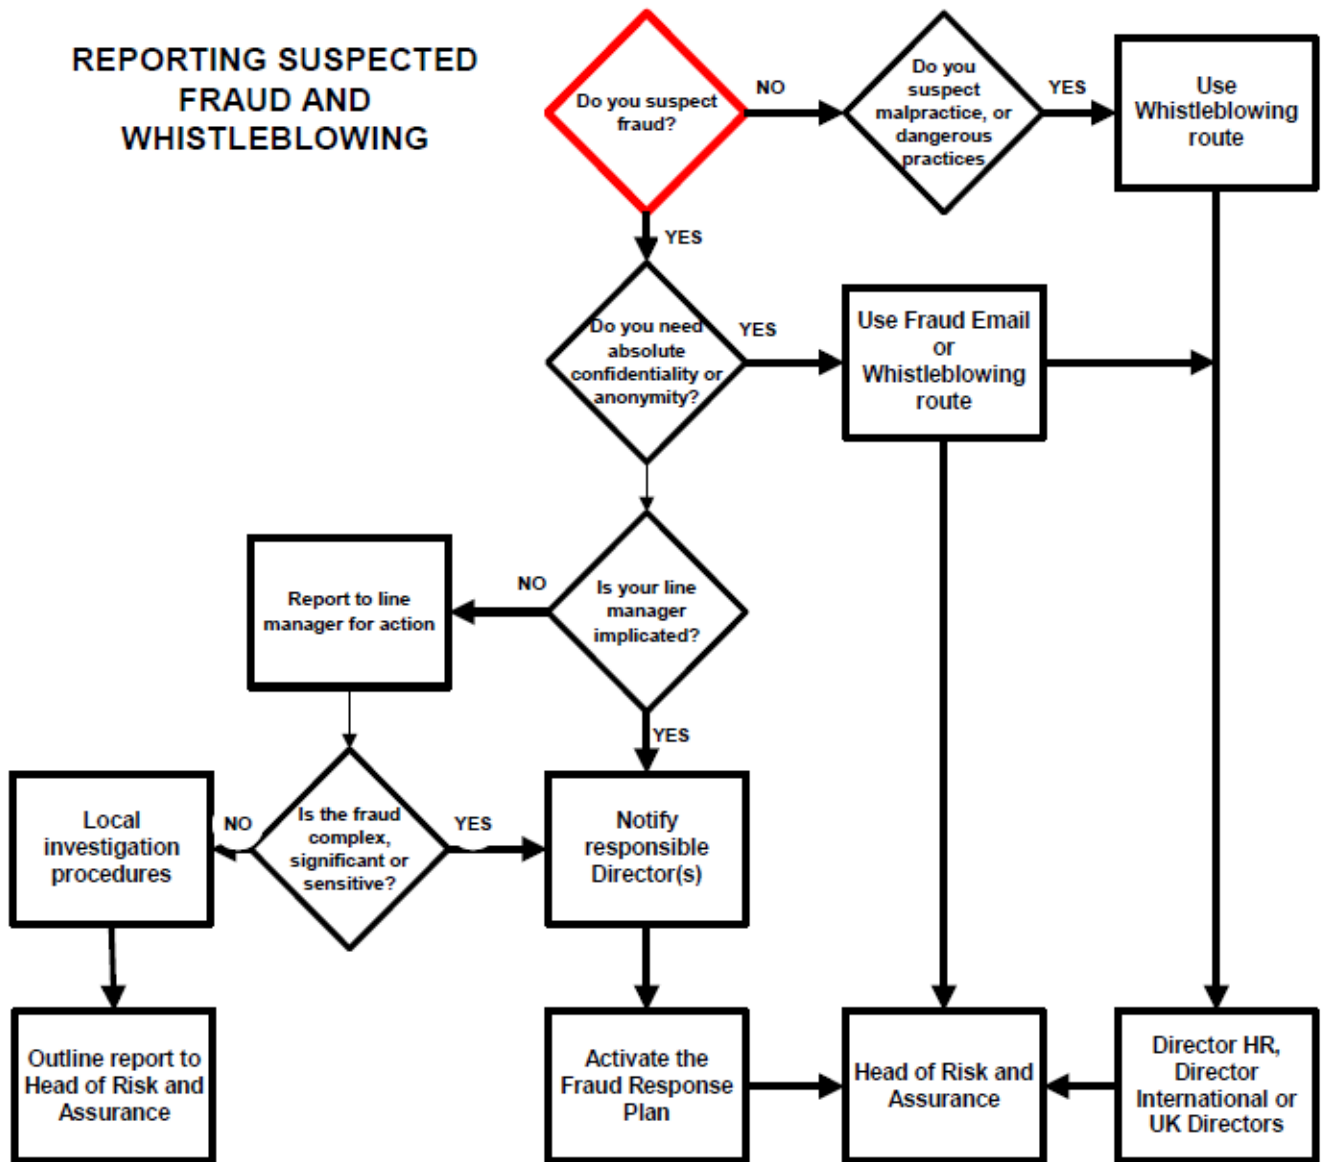 REPORTING SUSPECTED
FRAUD AND
WHISTLEBLOWING
Do you suspect
fraud?
NO
Do you
suspect
malpractice, or
dangerous
practices
YES
Use
Whistleblowing
route
YES
Do you need
absolute
confidentiality or
anonymity?
YES
Use Fraud Email
or
Whistleblowing
route
Is your line
manager
implicated?
NO
Report to line
manager for action
YES
Is the fraud
complex,
significant or
sensitive?
NO
Local
investigation
procedures
YES
Notify
responsible
Director(s)
Outline report to
Head of Risk and
Assurance
Activate the
Fraud Response
Plan
Head of Risk and
Assurance
Director HR,
Director
International or
UK Directors